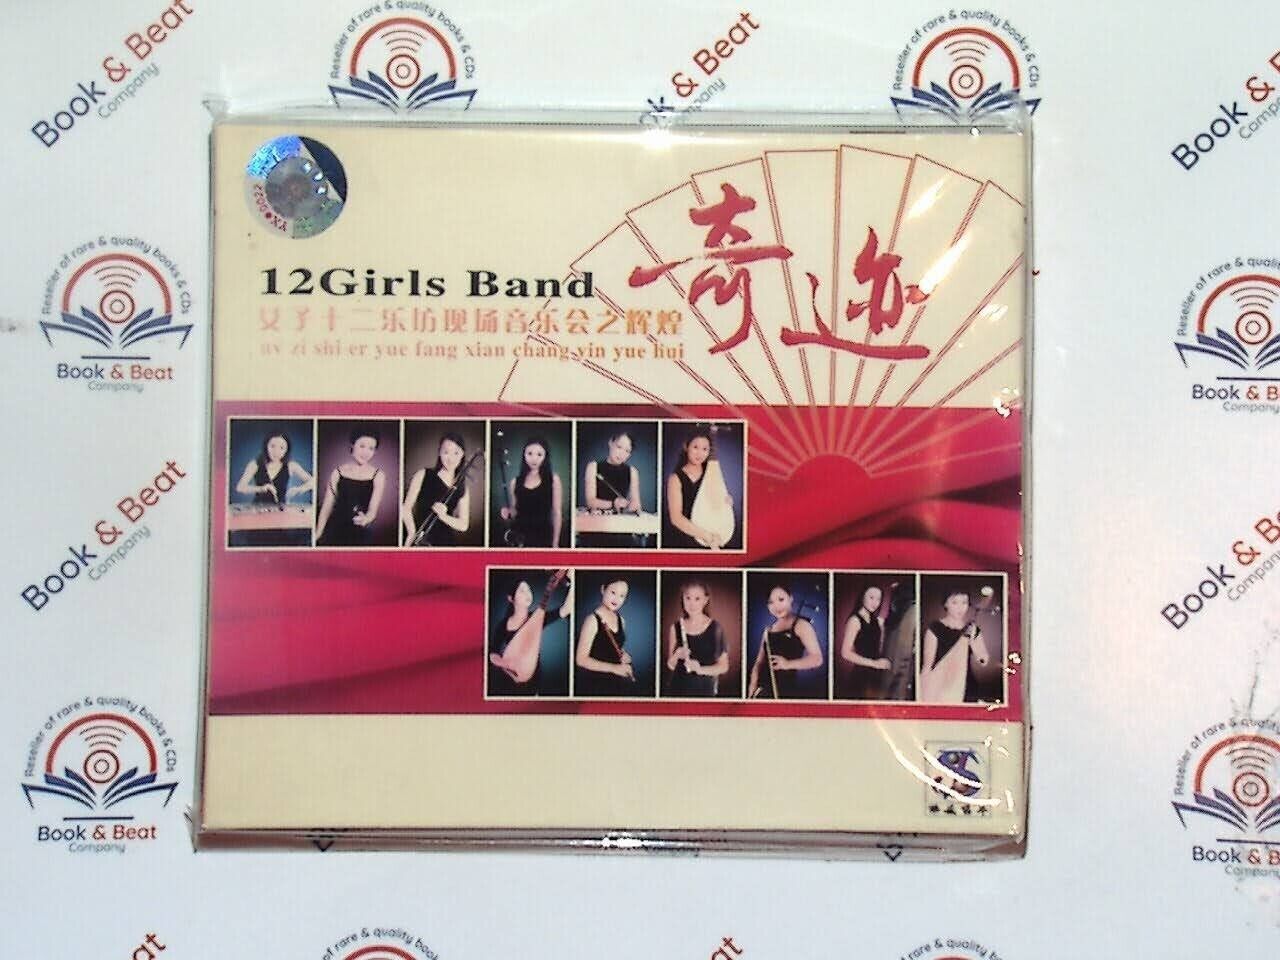 奇迹
12Girls Band
女子十二乐坊现场音乐会之辉煌
uv zi shi er yue fang xian chang yin yue hui
Reseller of rare & quality books & CDs
Book & Beat
Company